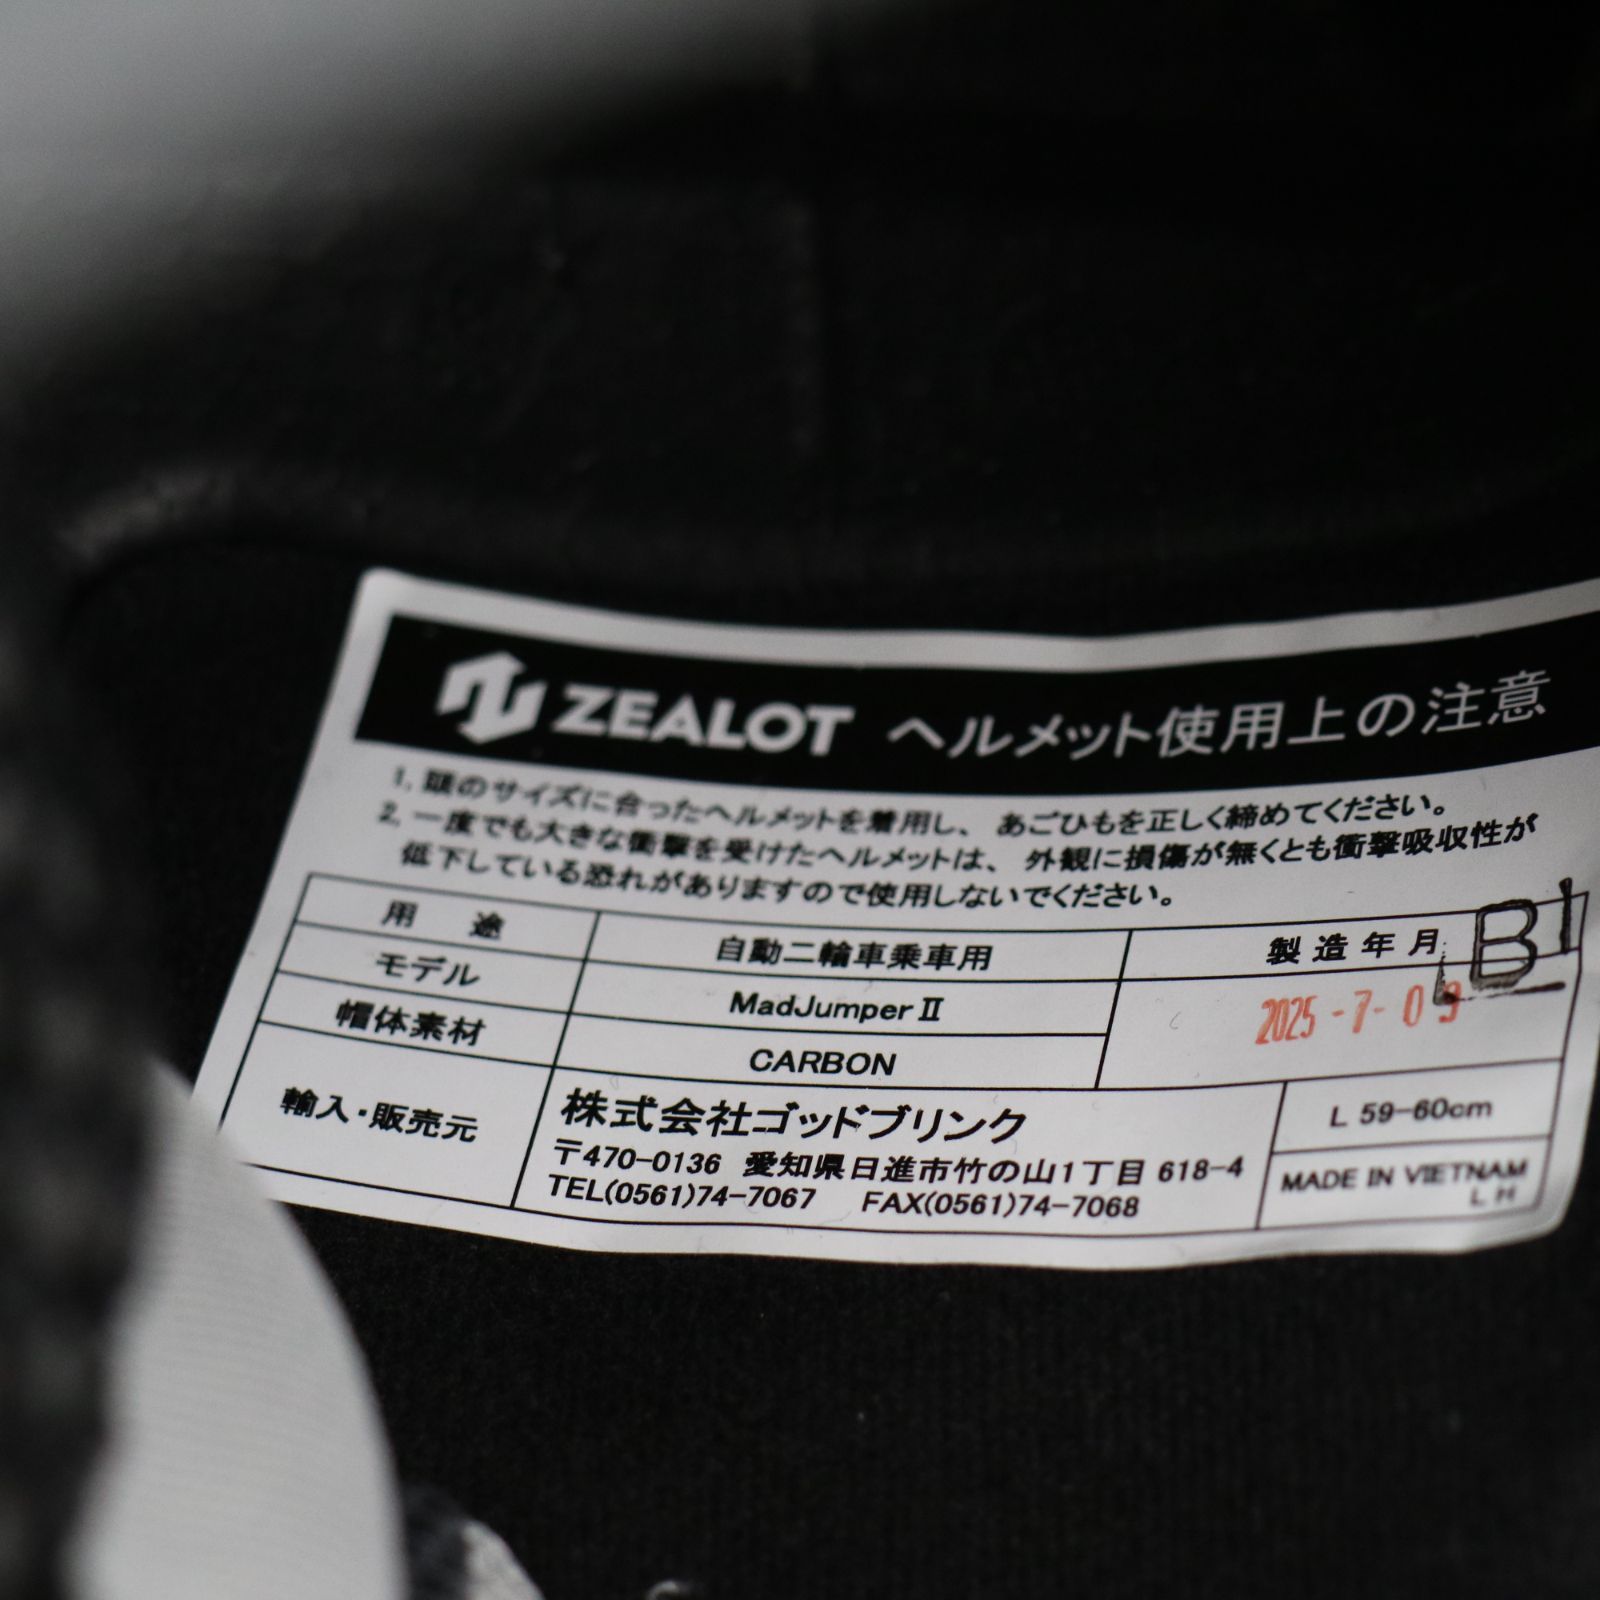 ZEALOT ヘルメット使用上の注意
1, 頭のサイズに合ったヘルメットを着用し、あごひもを正しく締めてください。
2, 一度でも大きな衝撃を受けたヘルメットは、外観に損傷が無くとも衝撃吸収性が
低下している恐れがありますので使用しないでください。
用 途 自動二輪車乗車用 製造年月
B1
モデル MadJumperⅡ
2025-7-09
帽体素材 CARBON
輸入・販売元 株式会社ゴッドブリンク
〒470-0136 愛知県日進市竹の山1丁目 618-4
TEL(0561)74-7067 FAX(0561)74-7068
L 59-60cm
MADE IN VIETNAM
L H